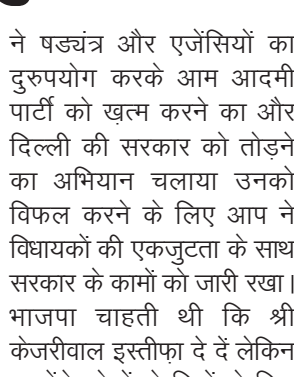 ने षड्यंत्र और एजेंसियों का
दुरुपयोग करके आम आदमी
पार्टी को ख़त्म करने का और
दिल्ली की सरकार को तोड़ने
का अभियान चलाया उनको
विफल करने के लिए आप ने
विधायकों की एकजुटता के साथ
सरकार के कामों को जारी रखा।
भाजपा चाहती थी कि श्री
केजरीवाल इस्तीफ़ा दे दें लेकिन